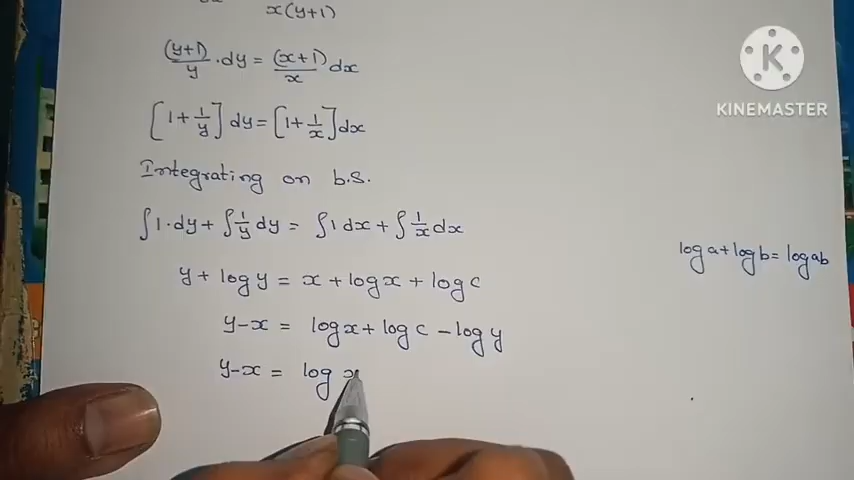 x(y+1)
(y+1)/y · dy = (x+1)/x dx
[1 + 1/y] dy = [1 + 1/x] dx
Integrating on b.s.
∫1·dy + ∫1/y dy = ∫1 dx + ∫1/x dx
y + log y = x + log x + log c
y-x = log x + log c - log y
y-x = log x
log a + log b = log ab
K
KINEMASTER